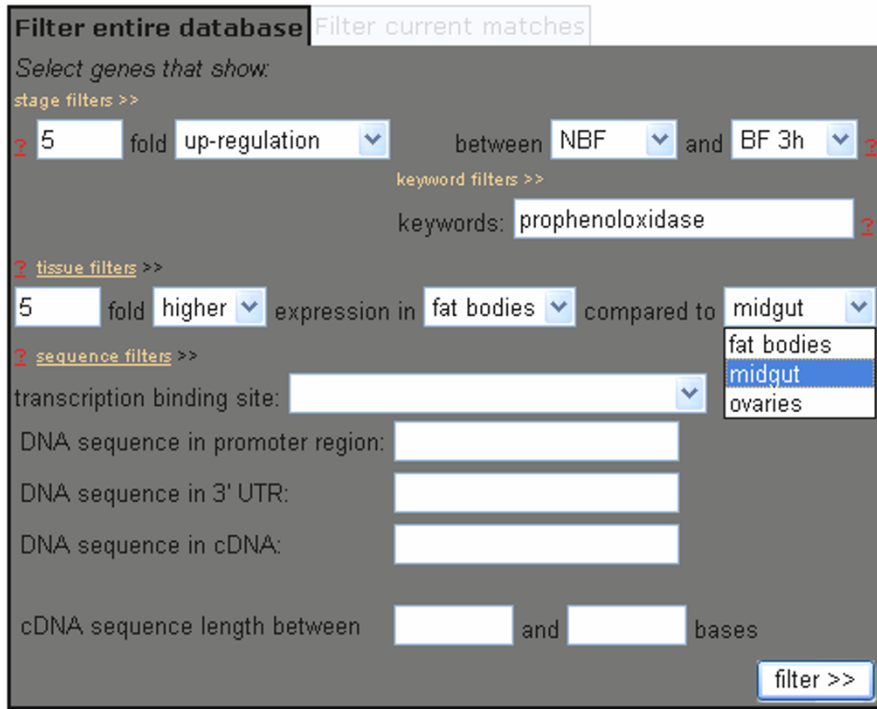 Filter entire database Filter current matches
Select genes that show:
stage filters >>
? 5 fold up-regulation between NBF and BF 3h ?
keyword filters >>
keywords: prophenoloxidase ?
? tissue filters >>
5 fold higher expression in fat bodies compared to midgut
fat bodies
? sequence filters >>
midgut
transcription binding site:
ovaries
DNA sequence in promoter region:
DNA sequence in 3' UTR:
DNA sequence in cDNA:
cDNA sequence length between and bases
filter >>